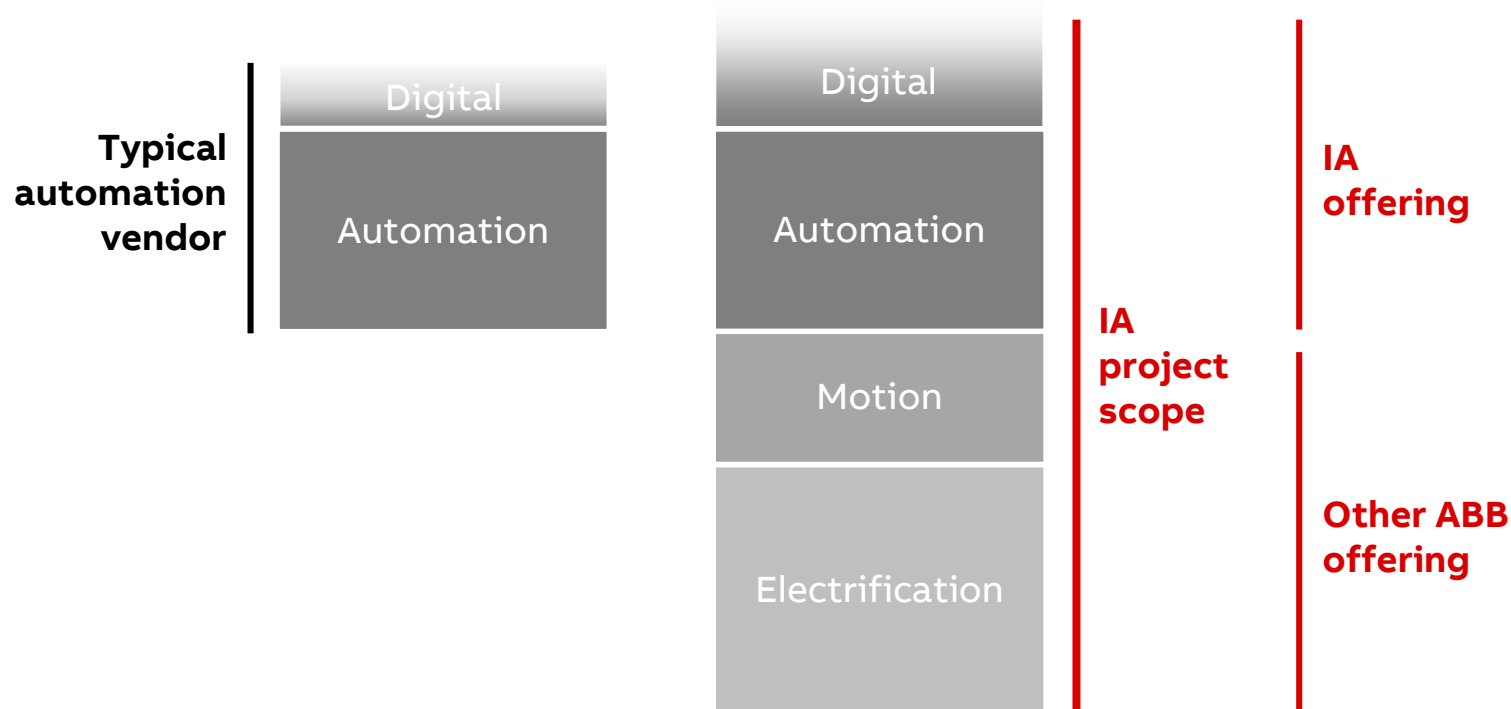 Typical
automation
vendor
Digital
Automation
Digital
Automation
Motion
Electrification
IA
project
scope
IA
offering
Other ABB
offering